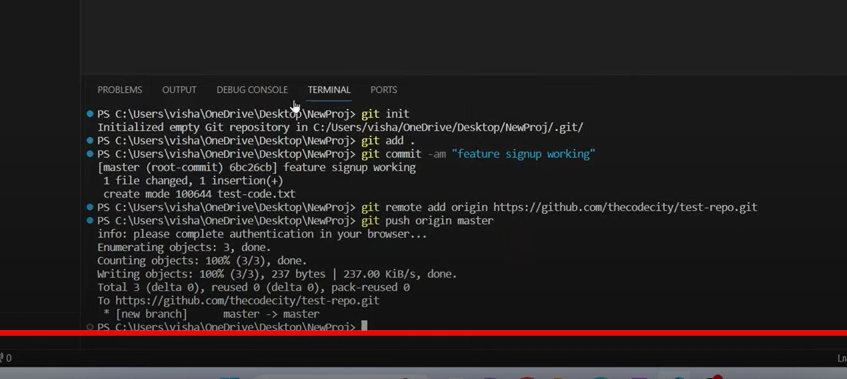 PROBLEMS OUTPUT DEBUG CONSOLE TERMINAL PORTS
PS C:\Users\visha\OneDrive\Desktop\NewProj> git init
Initialized empty Git repository in C:/Users/visha/OneDrive/Desktop/NewProj/.git/
PS C:\Users\visha\OneDrive\Desktop\NewProj> git add .
PS C:\Users\visha\OneDrive\Desktop\NewProj> git commit -am "feature signup working"
[master (root-commit) 6bc26cb] feature signup working
1 file changed, 1 insertion(+)
create mode 100644 test-code.txt
PS C:\Users\visha\OneDrive\Desktop\NewProj> git remote add origin https://github.com/thecodecity/test-repo.git
PS C:\Users\visha\OneDrive\Desktop\NewProj> git push origin master
info: please complete authentication in your browser...
Enumerating objects: 3, done.
Counting objects: 100% (3/3), done.
Writing objects: 100% (3/3), 237 bytes | 237.00 KiB/s, done.
Total 3 (delta 0), reused 0 (delta 0), pack-reused 0
To https://github.com/thecodecity/test-repo.git
* [new branch] master -> master
PS C:\Users\visha\OneDrive\Desktop\NewProj>
0 Ln